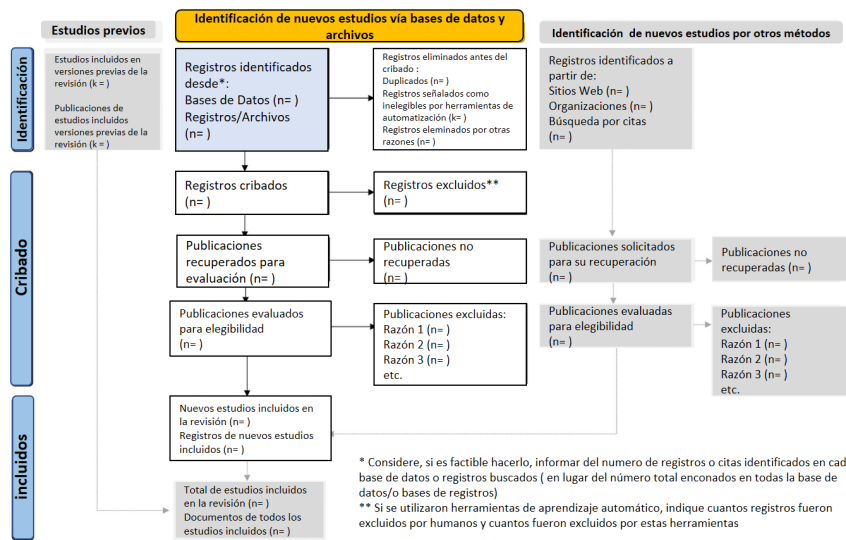 Estudios previos
Identificación de nuevos estudios vía bases de datos y
archivos
Identificación de nuevos estudios por otros métodos
Identificación
Estudios incluidos en
versiones previas de la
revisión (k = )
Publicaciones de
estudios incluidos
versiones previas de la
revisión (k = )
Registros identificados
desde*:
Bases de Datos (n= )
Registros/Archivos
(n= )
Registros eliminados antes del
cribado :
Duplicados (n= )
Registros señalados como
inelegibles por herramientas de
automatización (k= )
Registros eleminados por otras
razones (n= )
Registros identificados a
partir de:
Sitios Web (n= )
Organizaciones (n= )
Búsqueda por citas
(n= )
Cribado
Registros cribados
(n= )
Registros excluidos**
(n= )
Publicaciones
recuperados para
evaluación (n= )
Publicaciones no
recuperadas
(n= )
Publicaciones solicitados
para su recuperación
(n= )
Publicaciones no
recuperadas (n= )
Publicaciones evaluados
para elegibilidad
(n= )
Publicaciones excluidas:
Razón 1 (n= )
Razón 2 (n= )
Razón 3 (n= )
etc.
Publicaciones evaluadas
para elegibilidad
(n= )
Publicaciones
excluidas:
Razón 1 (n= )
Razón 2 (n= )
Razón 3 (n= )
etc.
incluidos
Nuevos estudios incluidos en
la revisión (n= )
Registros de nuevos estudios
incluidos (n= )
Total de estudios incluidos
en la revisión (n= )
Documentos de todos los
estudios incluidos (n= )
* Considere, si es factible hacerlo, informar del numero de registros o citas identificados en cad
base de datos o registros buscados ( en lugar del número total enconados en todas la base de
datos/o bases de registros)
** Si se utilizaron herramientas de aprendizaje automático, indique cuantos registros fueron
excluidos por humanos y cuantos fueron excluidos por estas herramientas